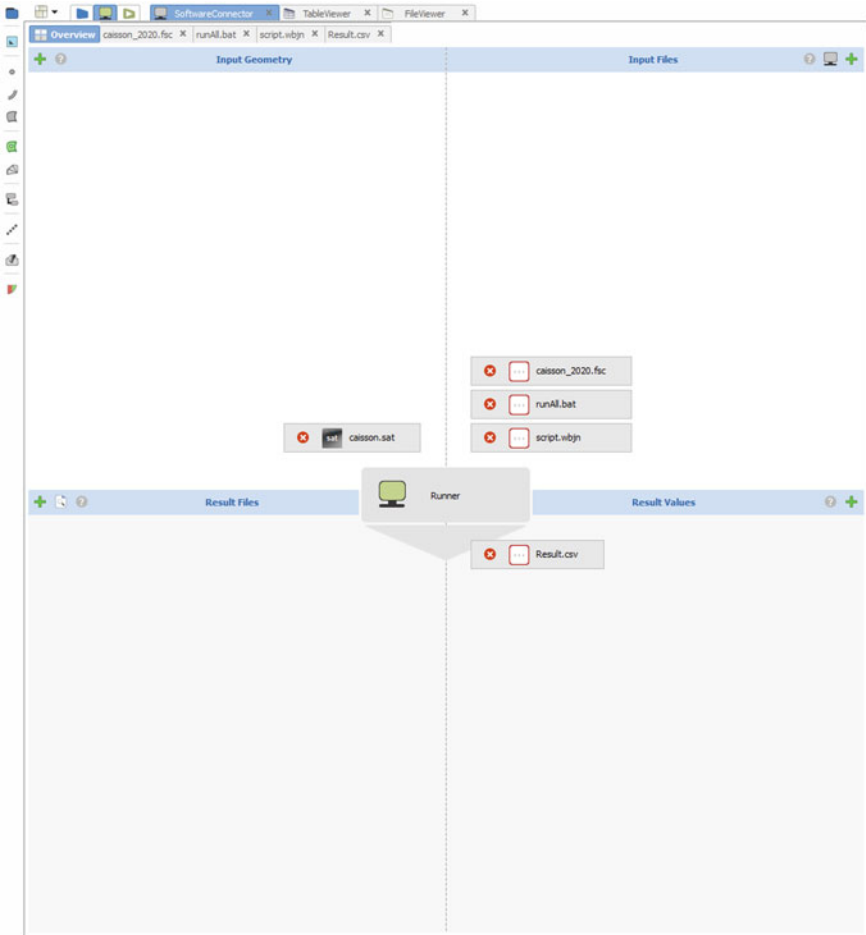 SoftwareConnector X TableViewer X FileViewer X
Overview caisson_2020.fsc X runAll.bat X script.wbjn X Result.csv X
Input Geometry Input Files
caisson_2020.fsc
runAll.bat
sat caisson.sat script.wbjn
Runner
Result Files Result Values
Result.csv